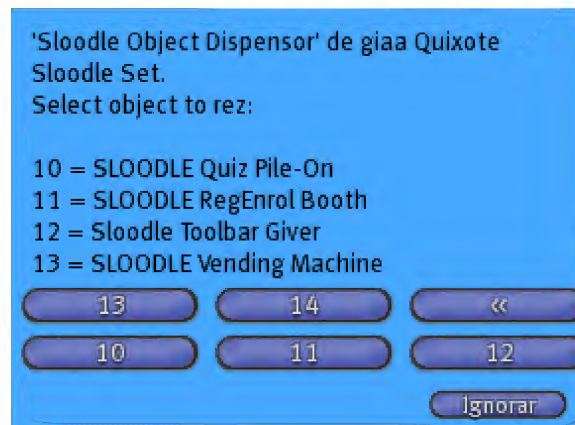 'Sloodle Object Dispensor' de giaa Quixote
Sloodle Set.
Select object to rez:
10 = SLOODLE Quiz Pile-On
11 = SLOODLE RegEnrol Booth
12 = Sloodle Toolbar Giver
13 = SLOODLE Vending Machine
13 14 «
10 11 12
Ignorar